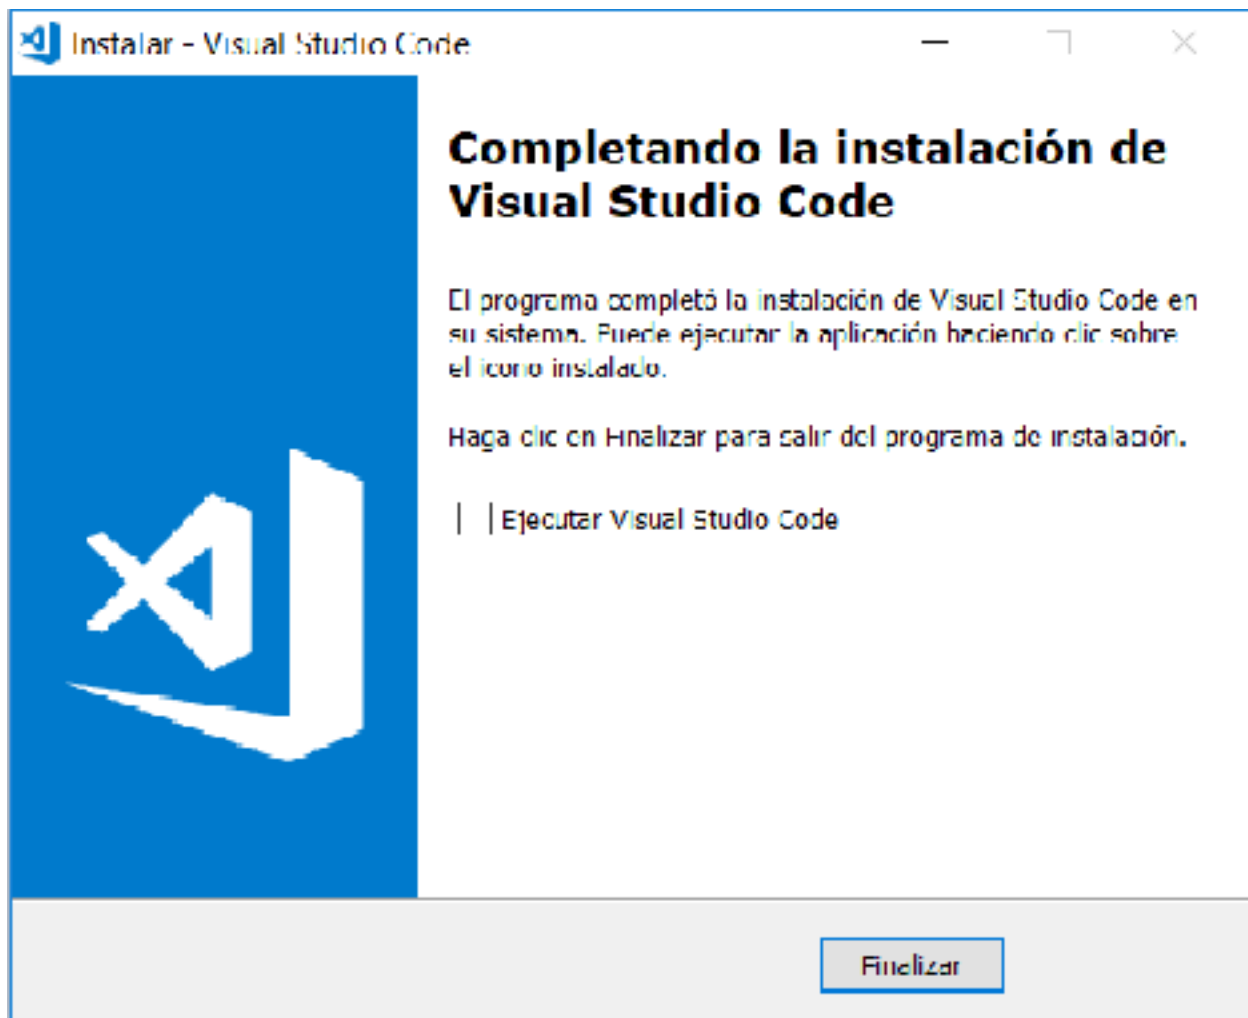 Instalar - Visual Studio Code
Completando la instalación de
Visual Studio Code
El programa completó la instalación de Visual Studio Code en
su sistema. Puede ejecutar la aplicación haciendo clic sobre
el icono instalado.
Haga clic en Finalizar para salir del programa de instalación.
Ejecutar Visual Studio Code
Finalizar